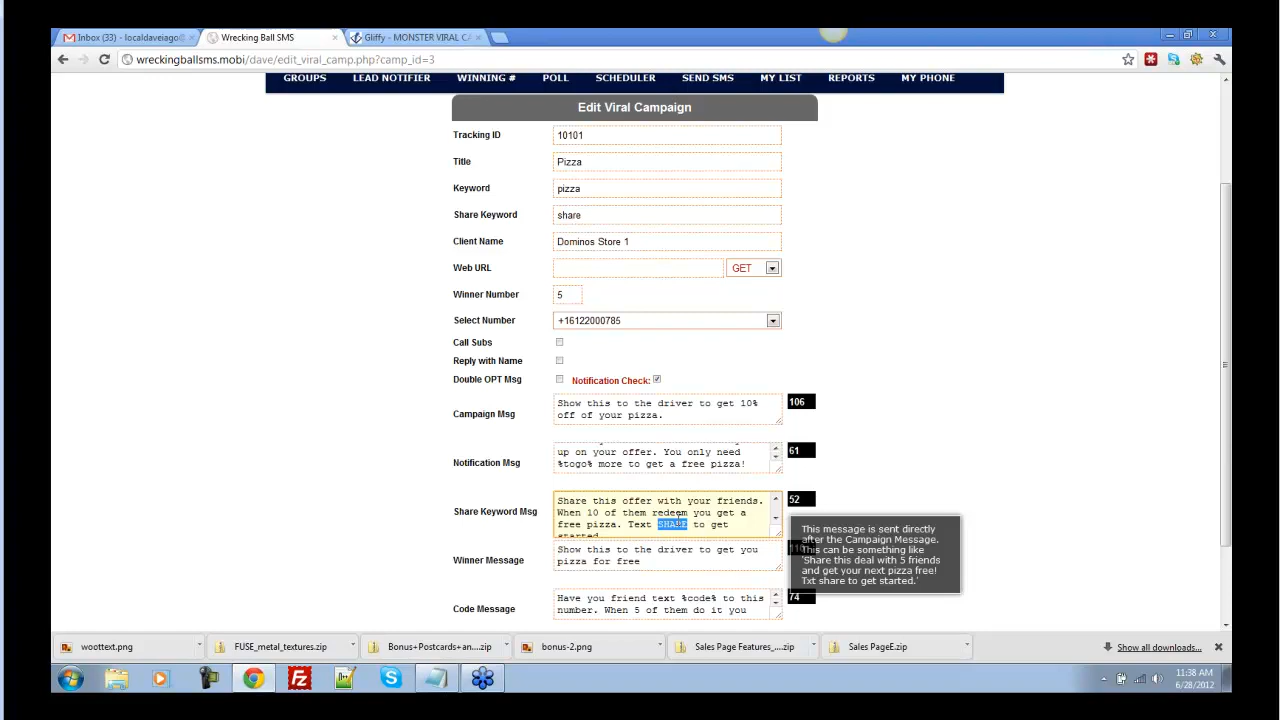 Inbox (33) - localdaveiago@
Wrecking Ball SMS
Gliffy - MONSTER VIRAL CA
wreckingballsms.mobi/dave/edit_viral_camp.php?camp_id=3
GROUPS LEAD NOTIFIER WINNING # POLL SCHEDULER SEND SMS MY LIST REPORTS MY PHONE
Edit Viral Campaign
Tracking ID 10101
Title Pizza
Keyword pizza
Share Keyword share
Client Name Dominos Store 1
Web URL GET
Winner Number 5
Select Number +16122000785
Call Subs
Reply with Name
Double OPT Msg Notification Check:
Campaign Msg
Show this to the driver to get 10%
off of your pizza.
106
Notification Msg
up on your offer. You only need
%togo% more to get a free pizza!
61
Share Keyword Msg
Share this offer with your friends.
When 10 of them redeem you get a
free pizza. Text SHARE to get
started
52
This message is sent directly
after the Campaign Message.
This can be something like
'Share this deal with 5 friends
and get your next pizza free!
Txt share to get started.'
Winner Message
Show this to the driver to get you
pizza for free
Code Message
Have you friend text %code% to this
number. When 5 of them do it you
74
woottext.png
FUSE_metal_textures.zip
Bonus+Postcards+an....zip
bonus-2.png
Sales Page Features_....zip
Sales PageE.zip
Show all downloads...
11:38 AM
6/28/2012